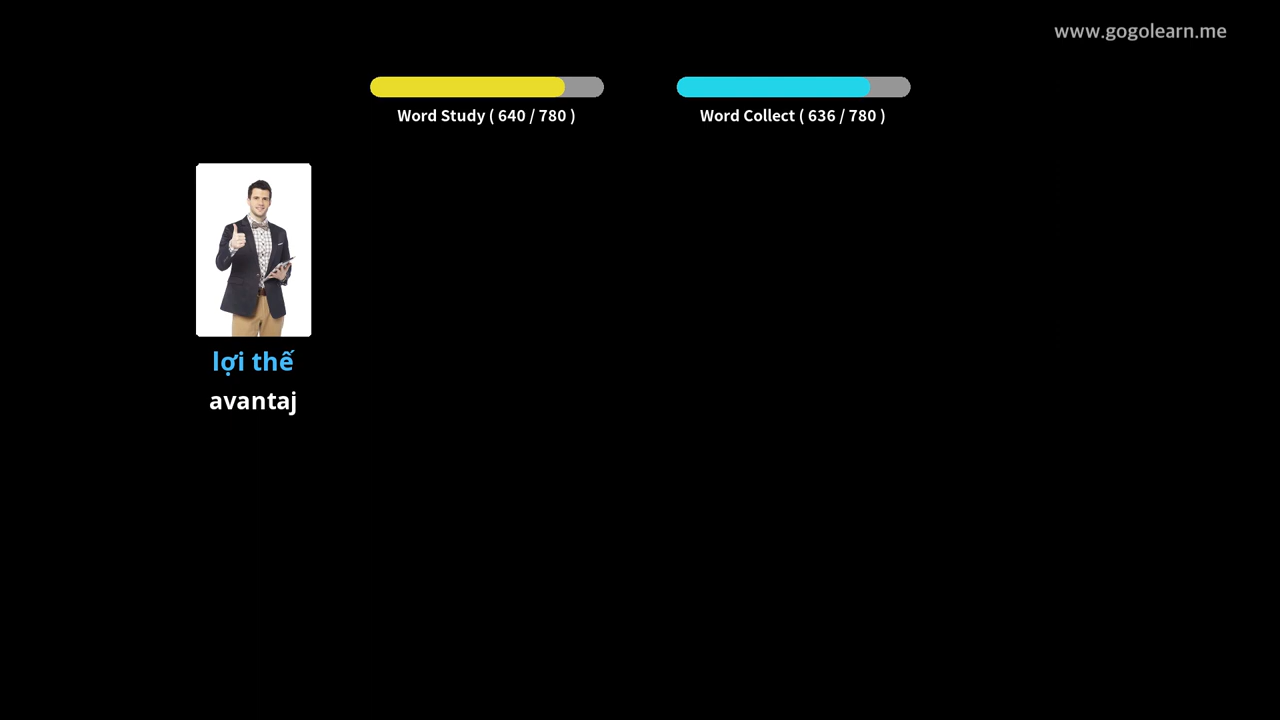 www.gogolearn.me
Word Study ( 640 / 780 )
Word Collect ( 636 / 780 )
lợi thế
avantaj